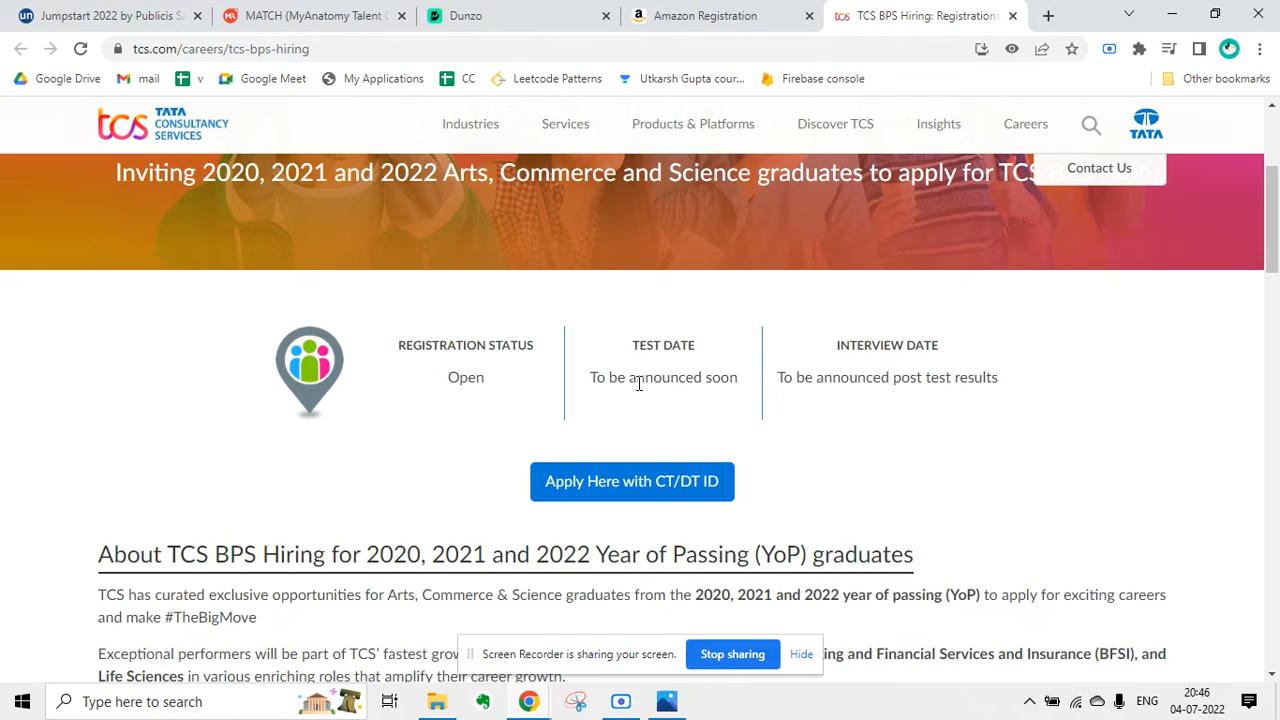 Jumpstart 2022 by Publicis Sa
MATCH (MyAnatomy Talent C
Dunzo
Amazon Registration
TCS BPS Hiring: Registrations
tcs.com/careers/tcs-bps-hiring
Google Drive
mail
v
Google Meet
My Applications
CC
Leetcode Patterns
Utkarsh Gupta cour...
Firebase console
Other bookmarks
tcs TATA CONSULTANCY SERVICES
Industries
Services
Products & Platforms
Discover TCS
Insights
Careers
TATA
Contact Us
Inviting 2020, 2021 and 2022 Arts, Commerce and Science graduates to apply for TCS
REGISTRATION STATUS
Open
TEST DATE
To be announced soon
INTERVIEW DATE
To be announced post test results
Apply Here with CT/DT ID
About TCS BPS Hiring for 2020, 2021 and 2022 Year of Passing (YoP) graduates
TCS has curated exclusive opportunities for Arts, Commerce & Science graduates from the 2020, 2021 and 2022 year of passing (YoP) to apply for exciting careers
and make #TheBigMove
Exceptional performers will be part of TCS' fastest grow
ing and Financial Services and Insurance (BFSI), and
Life Sciences in various enriching roles that amplify their career growth.
Screen Recorder is sharing your screen.
Stop sharing
Hide
Type here to search
ENG
20:46
04-07-2022